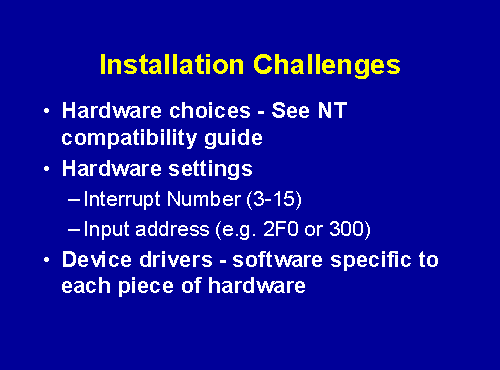 Installation Challenges
• Hardware choices - See NT
compatibility guide
• Hardware settings
– Interrupt Number (3-15)
– Input address (e.g. 2F0 or 300)
• Device drivers - software specific to
each piece of hardware